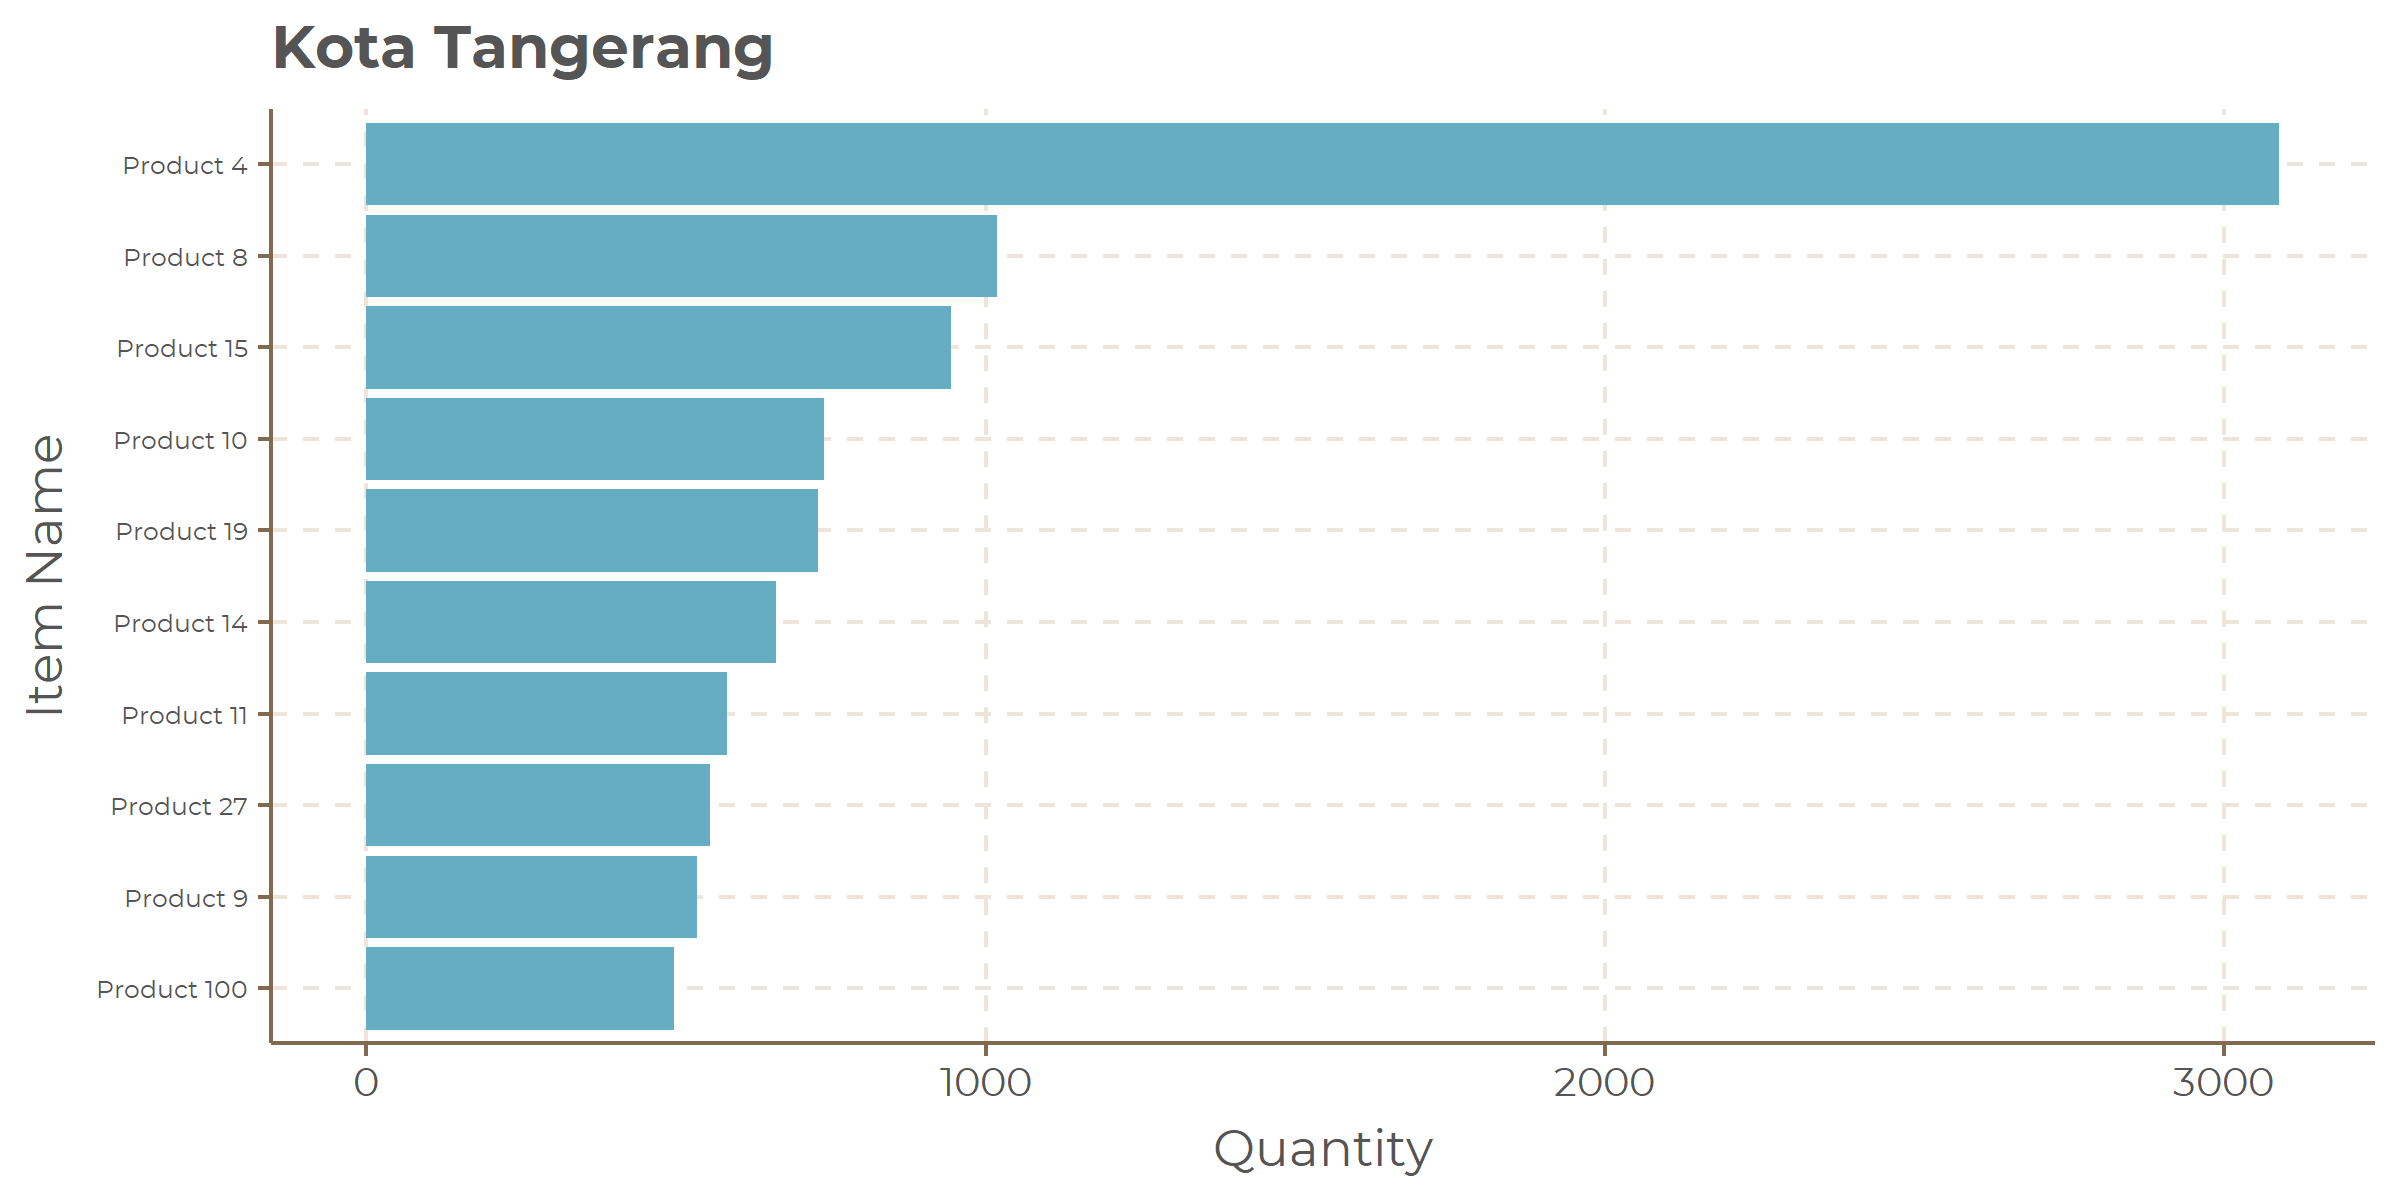 Kota Tangerang
Product 4
Product 8
Product 15
Product 10
Product 19
Product 14
Product 11
Product 27
Product 9
Product 100
Item Name
0 1000 2000 3000
Quantity